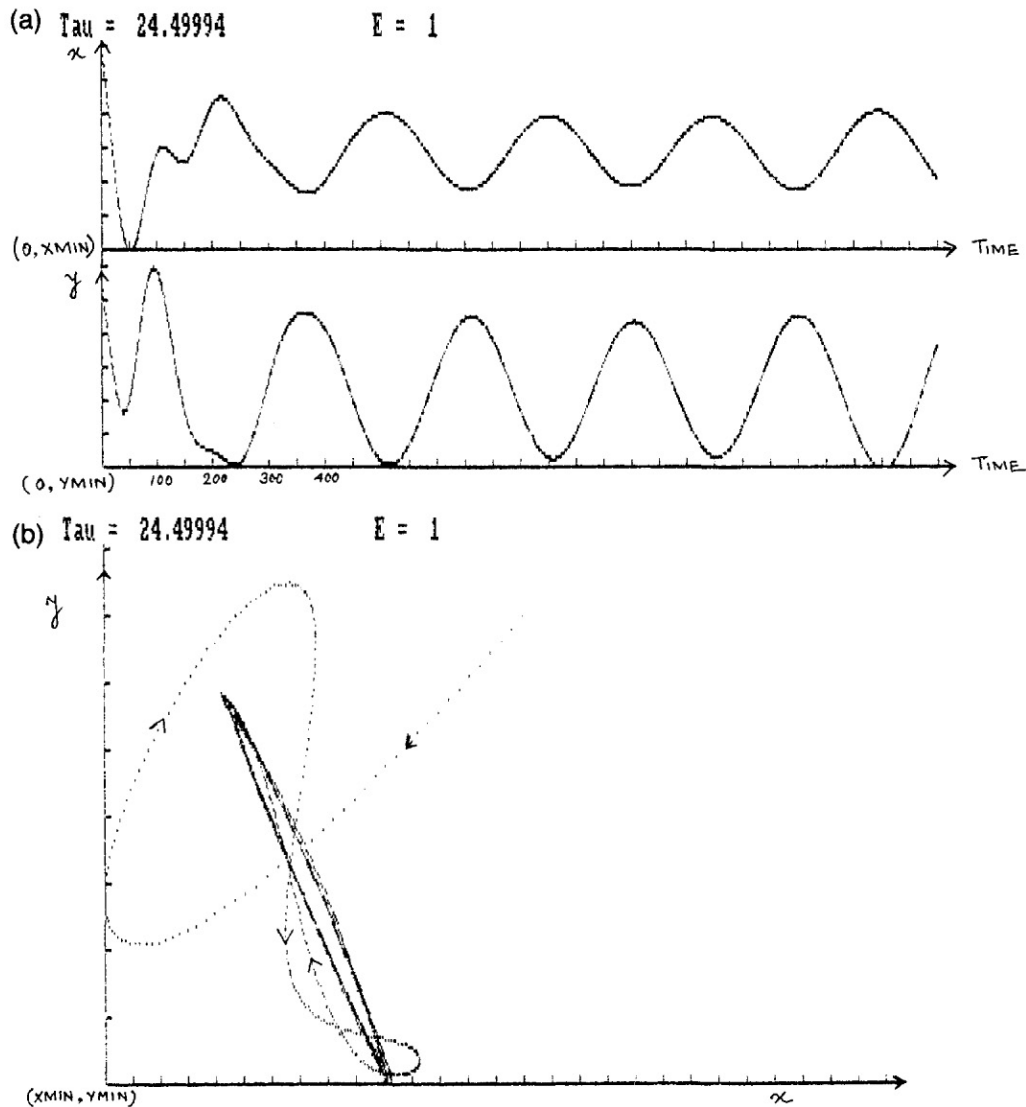 (a) Tau = 24.49994 E = 1
x
(0, XMIN) TIME
y
(0, YMIN) 100 200 300 400 TIME
(b) Tau = 24.49994 E = 1
y
(XMIN, YMIN) x